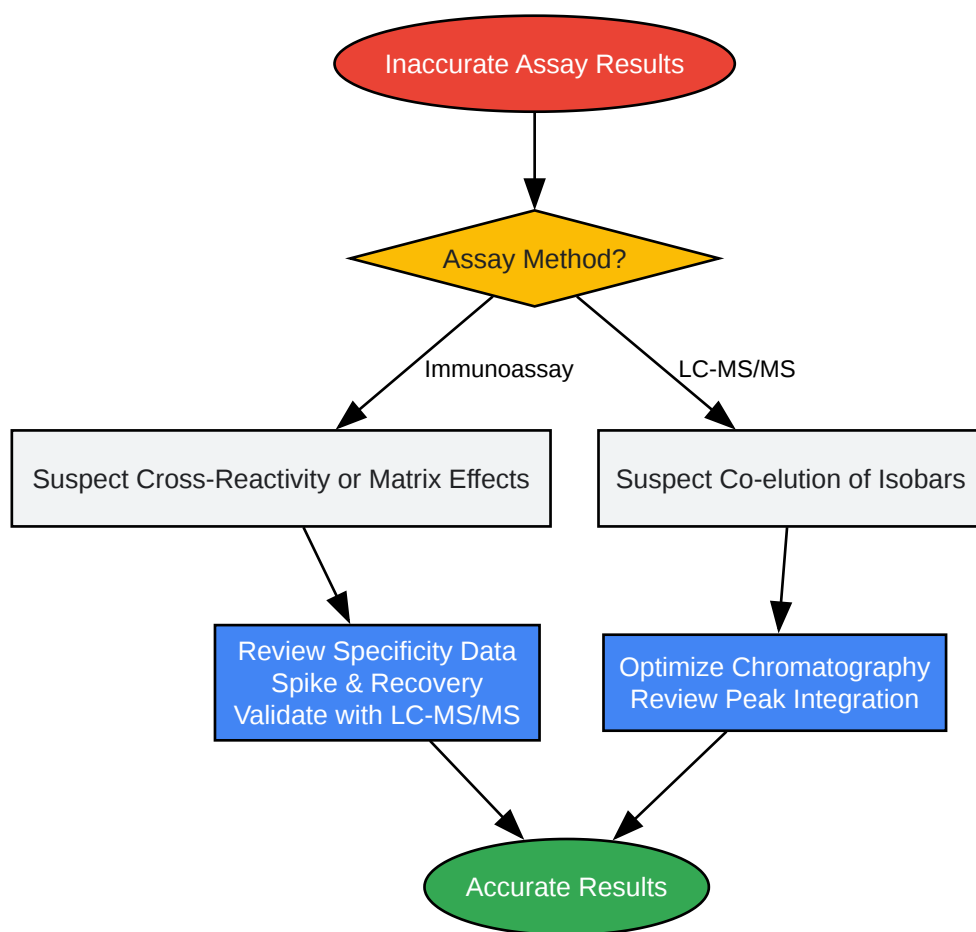 Inaccurate Assay Results
Assay Method?
Immunoassay
LC-MS/MS
Suspect Cross-Reactivity or Matrix Effects
Suspect Co-elution of Isobars
Review Specificity Data
Spike & Recovery
Validate with LC-MS/MS
Optimize Chromatography
Review Peak Integration
Accurate Results